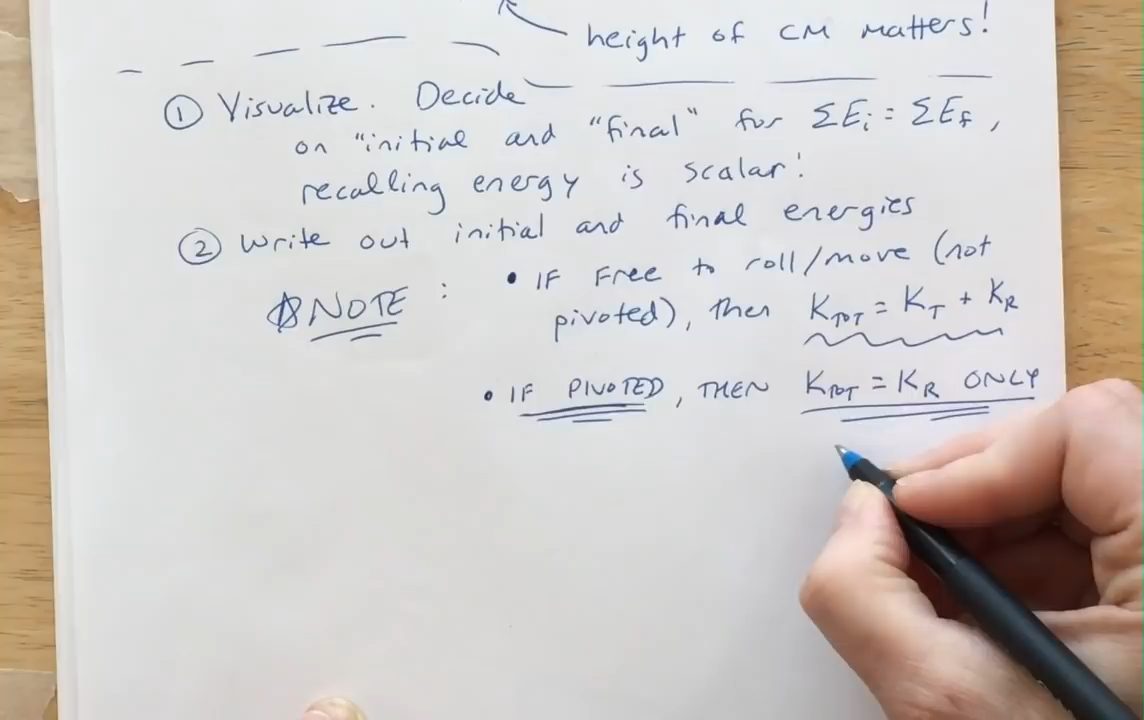 height of CM matters!
① Visualize. Decide
on "initial and "final" for ΣEi = ΣEf ,
recalling energy is scalar!
② Write out initial and final energies
☆NOTE : • IF Free to roll/move (not
pivoted), then KTOT = KT + KR
• IF PIVOTED, THEN KTOT = KR ONLY